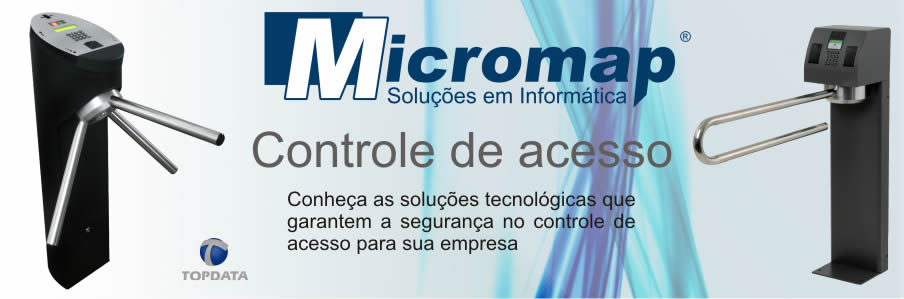 Micromap®
Soluções em Informática
Controle de acesso
Conheça as soluções tecnológicas que
garantem a segurança no controle de
acesso para sua empresa
TOPDATA